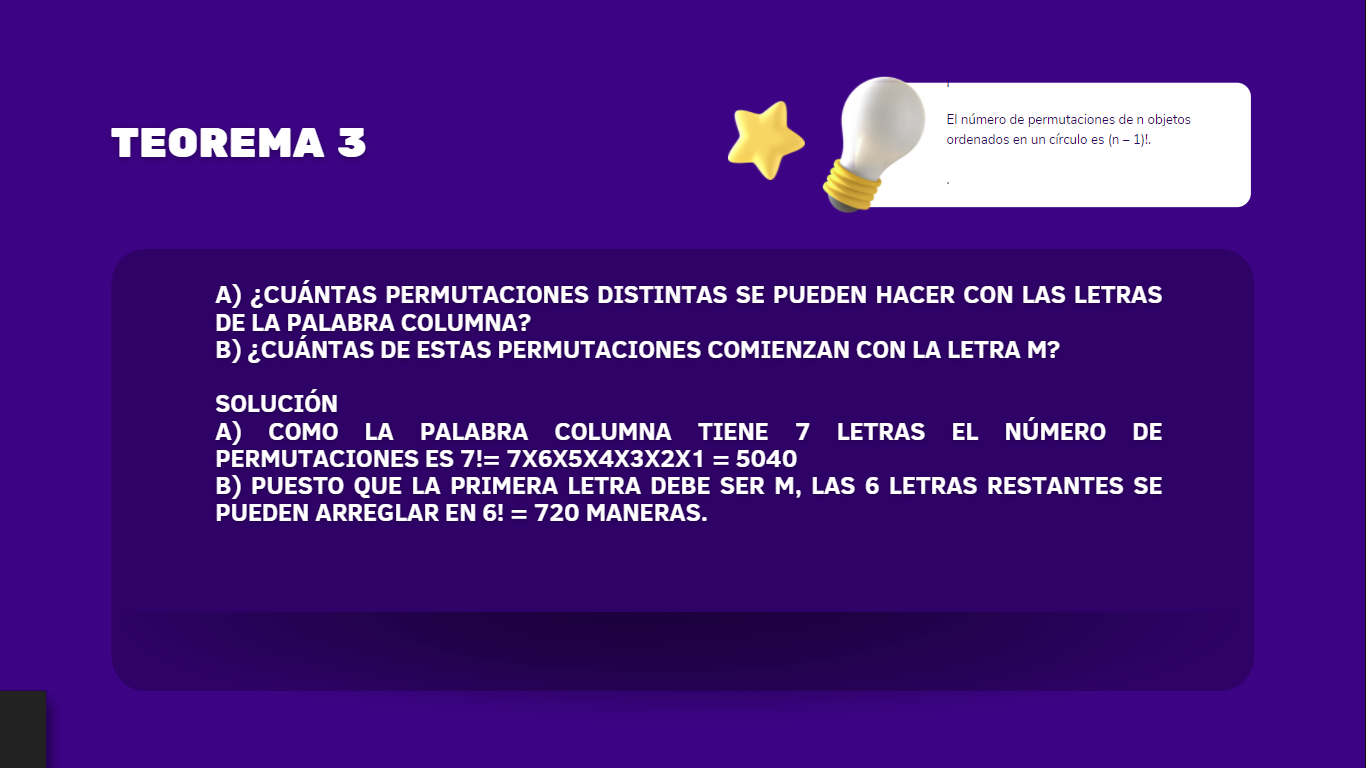 TEOREMA 3
El número de permutaciones de n objetos
ordenados en un círculo es (n – 1)!.
.
A) ¿CUÁNTAS PERMUTACIONES DISTINTAS SE PUEDEN HACER CON LAS LETRAS
DE LA PALABRA COLUMNA?
B) ¿CUÁNTAS DE ESTAS PERMUTACIONES COMIENZAN CON LA LETRA M?
SOLUCIÓN
A) COMO LA PALABRA COLUMNA TIENE 7 LETRAS EL NÚMERO DE
PERMUTACIONES ES 7!= 7X6X5X4X3X2X1 = 5040
B) PUESTO QUE LA PRIMERA LETRA DEBE SER M, LAS 6 LETRAS RESTANTES SE
PUEDEN ARREGLAR EN 6! = 720 MANERAS.